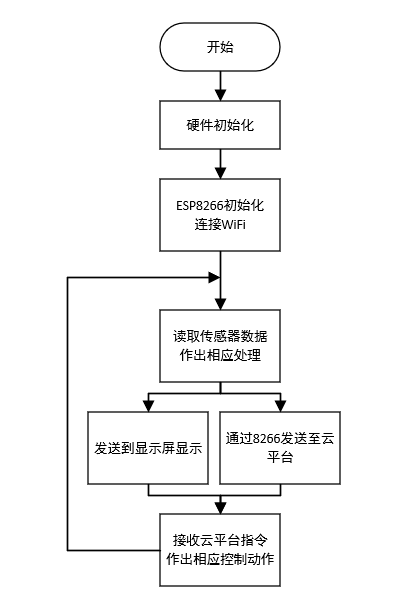 开始
硬件初始化
ESP8266初始化
连接WiFi
读取传感器数据
作出相应处理
发送到显示屏显示
通过8266发送至云
平台
接收云平台指令
作出相应控制动作